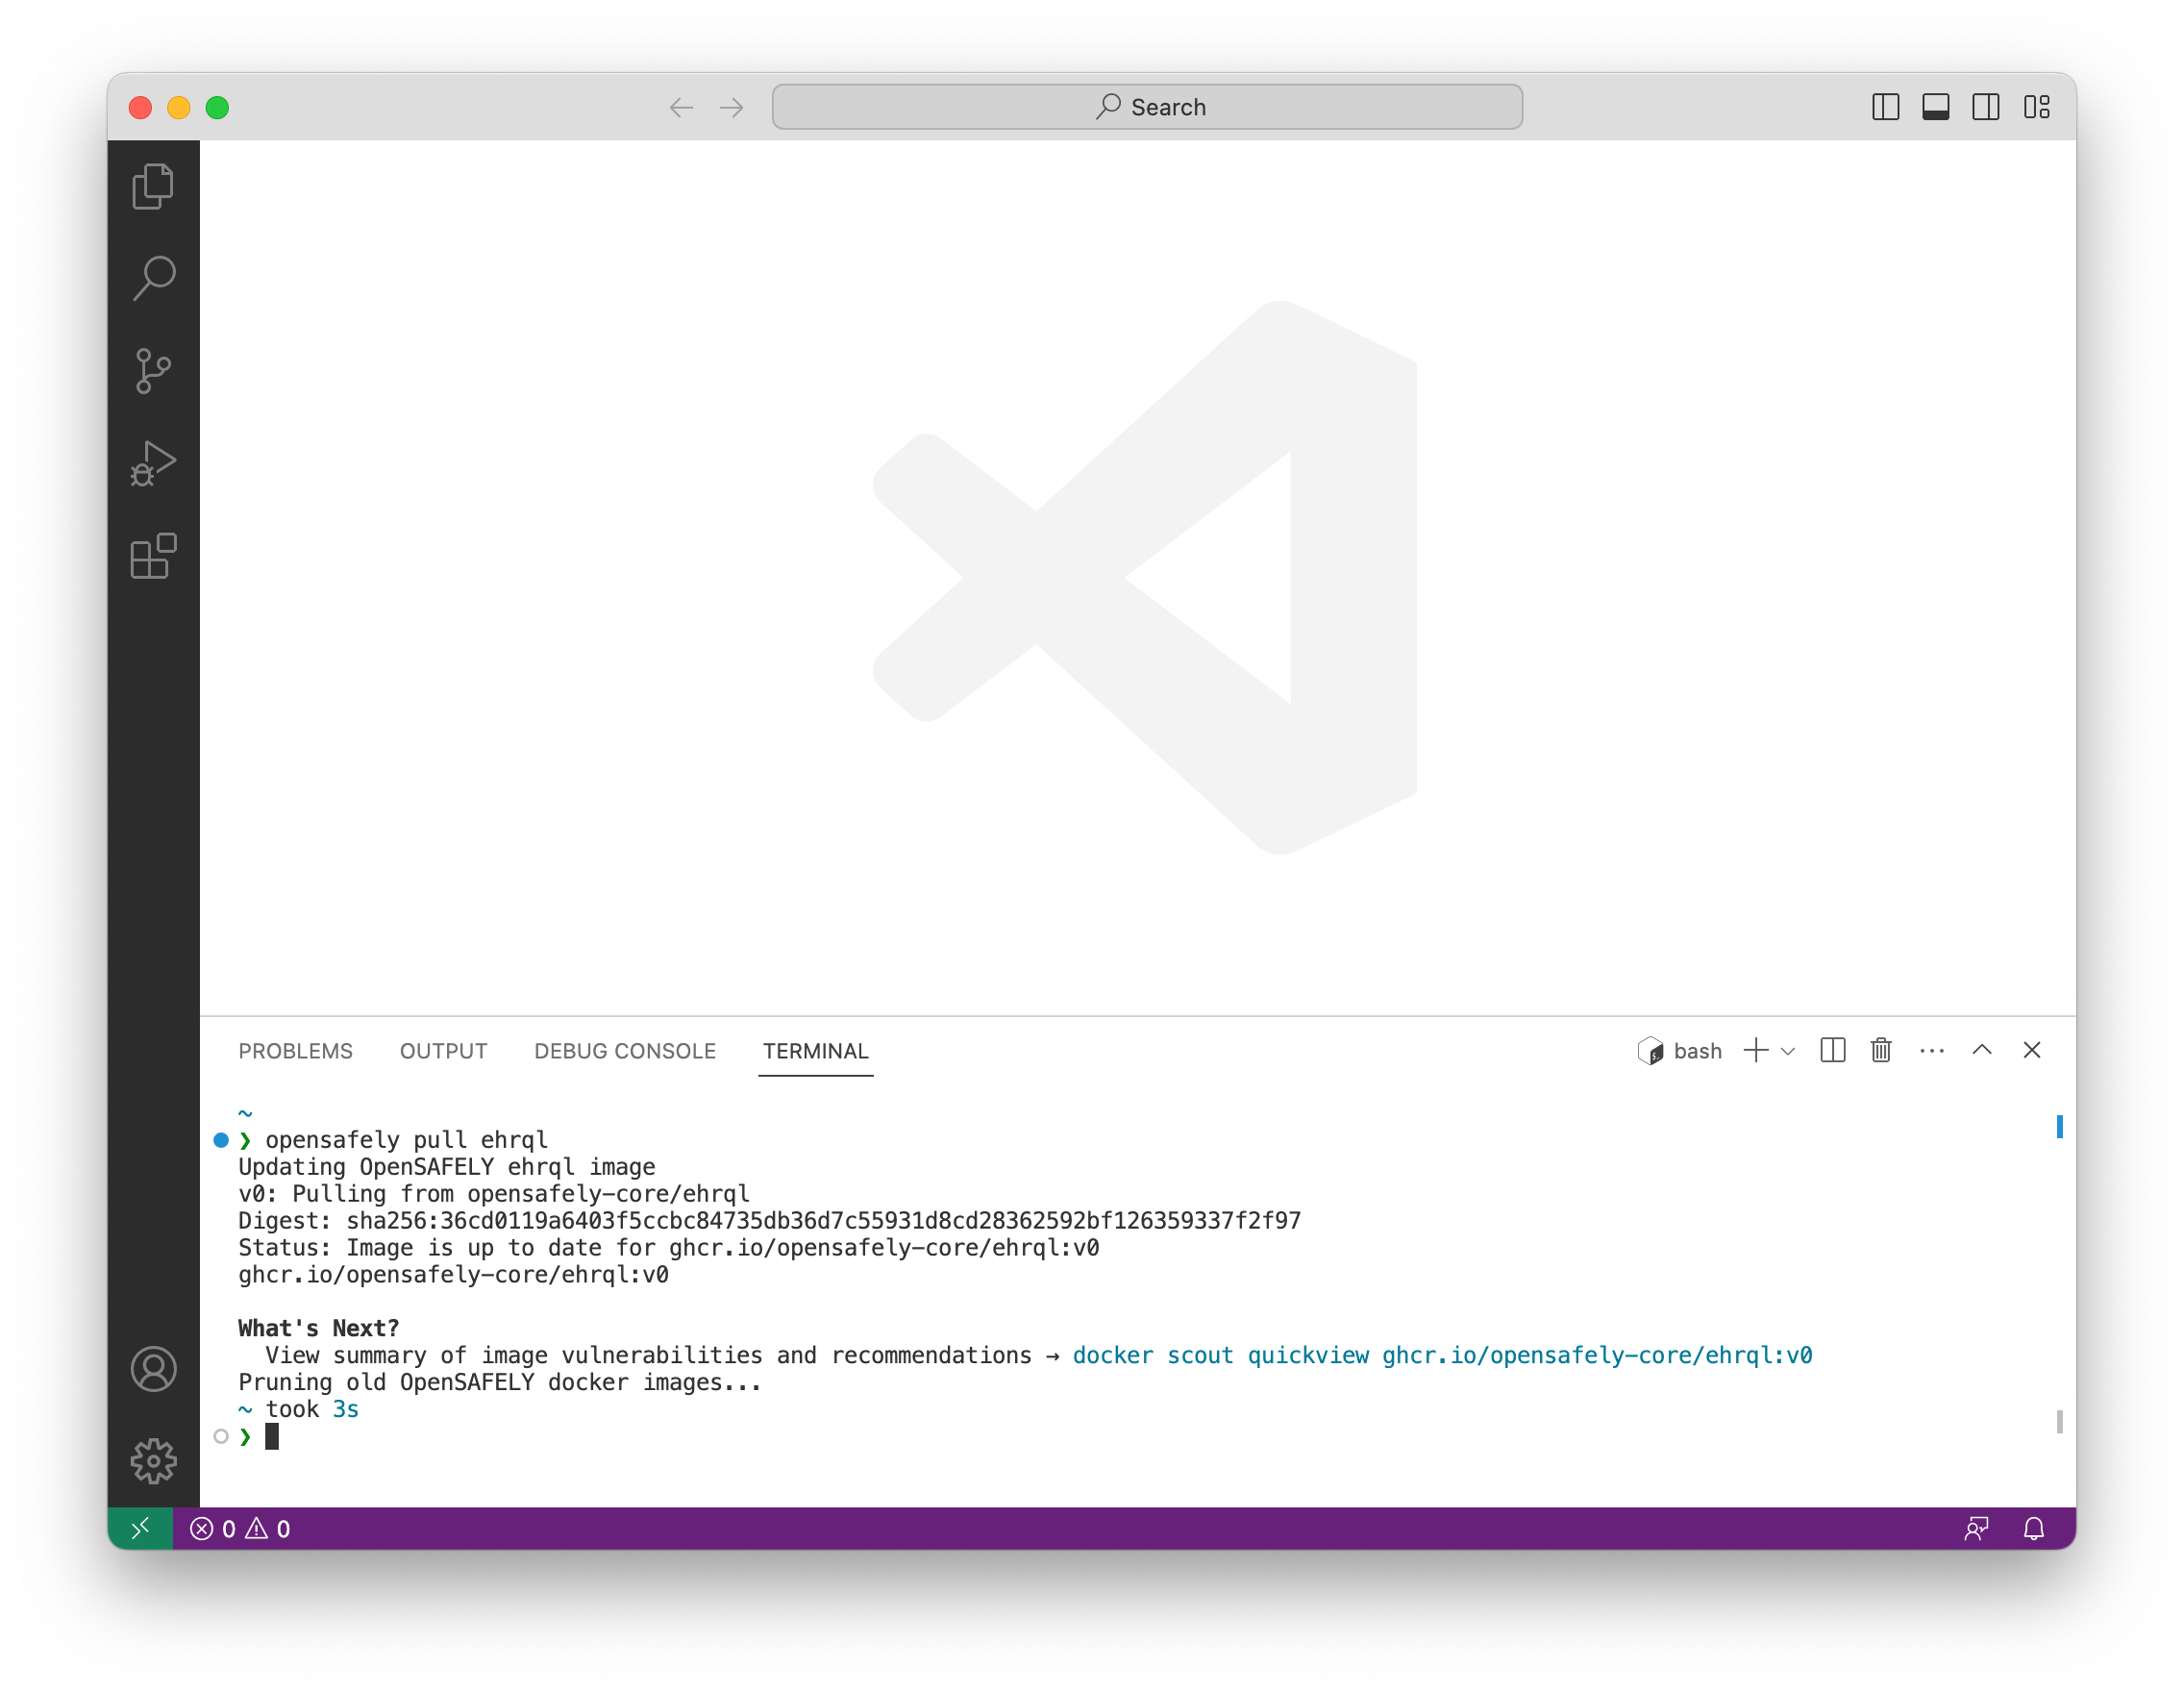 Search
PROBLEMS OUTPUT DEBUG CONSOLE TERMINAL bash
~
❯ opensafely pull ehrql
Updating OpenSAFELY ehrql image
v0: Pulling from opensafely-core/ehrql
Digest: sha256:36cd0119a6403f5ccbc84735db36d7c55931d8cd28362592bf126359337f2f97
Status: Image is up to date for ghcr.io/opensafely-core/ehrql:v0
ghcr.io/opensafely-core/ehrql:v0
What's Next?
View summary of image vulnerabilities and recommendations → docker scout quickview ghcr.io/opensafely-core/ehrql:v0
Pruning old OpenSAFELY docker images...
~ took 3s
❯
0 0